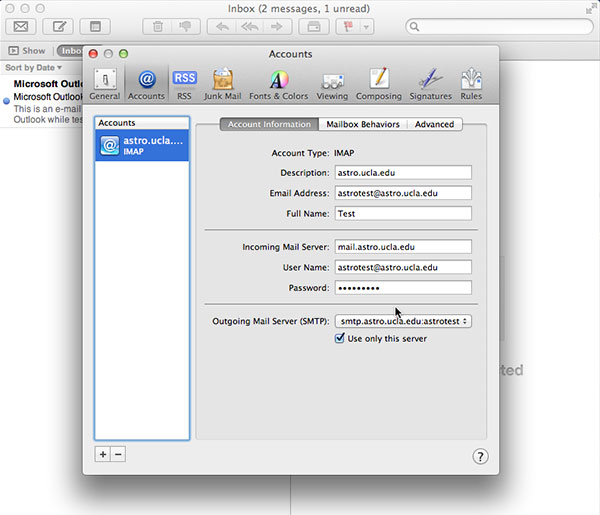 Inbox (2 messages, 1 unread)
Show
Inbo
Sort by Date
Microsoft Outlo
Microsoft Outlook
This is an e-mail
Outlook while tes
Accounts
General
Accounts
RSS
RSS
Junk Mail
Fonts & Colors
Viewing
Composing
Signatures
Rules
Accounts
astro.ucla....
IMAP
Account Information
Mailbox Behaviors
Advanced
Account Type: IMAP
Description: astro.ucla.edu
Email Address: astrotest@astro.ucla.edu
Full Name: Test
Incoming Mail Server: mail.astro.ucla.edu
User Name: astrotest@astro.ucla.edu
Password: •••••••••
Outgoing Mail Server (SMTP): smtp.astro.ucla.edu:astrotest
Use only this server
cted